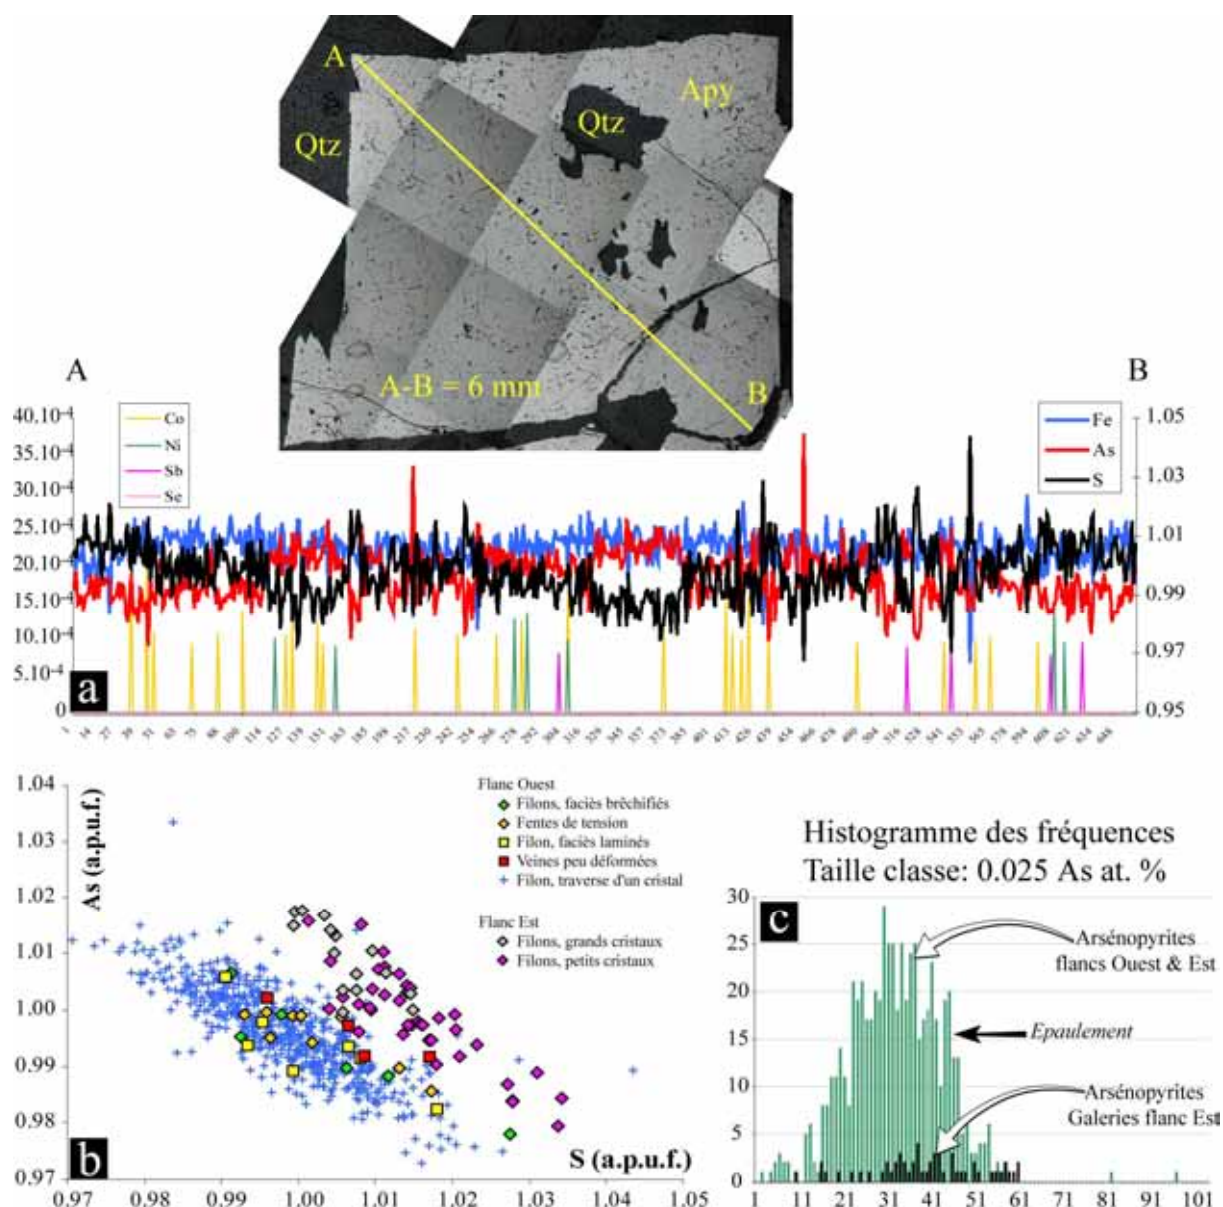 A
Qtz
Qtz
Apy
A-B = 6 mm
B
A
B
40.10-4
35.10-4
30.10-4
25.10-4
20.10-4
15.10-4
10.10-4
5.10-4
0
Co
Ni
Sb
Se
Fe
As
S
1.05
1.03
1.01
0.99
0.97
0.95
a
1.04
1.03
1.02
1.01
1.00
0.99
0.98
0.97
As (a.p.u.f.)
Flanc Ouest
Filons, faciès brêchifiés
Fentes de tension
Filon, faciès laminés
Veines peu déformées
Filon, traverse d'un cristal
Flanc Est
Filons, grands cristaux
Filons, petits cristaux
b
S (a.p.u.f.)
0.97 0.98 0.99 1.00 1.01 1.02 1.03 1.04 1.05
Histogramme des fréquences
Taille classe: 0.025 As at. %
30
25
20
15
10
5
0
c
Arsénopyrites
flancs Ouest & Est
Epaulement
Arsénopyrites
Galeries flanc Est
1 11 21 31 41 51 61 71 81 91 101